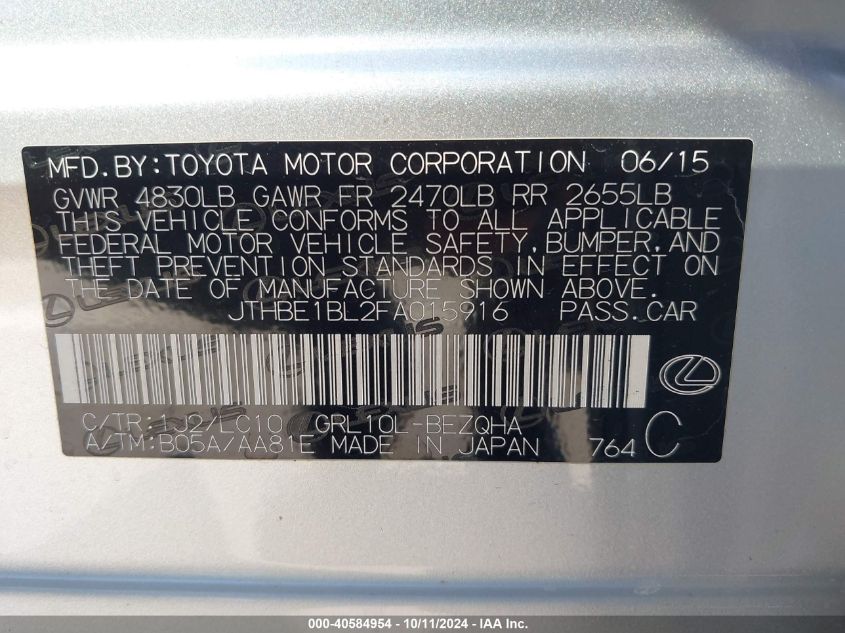 MFD.BY:TOYOTA MOTOR CORPORATION 06/15
GVWR 4830LB GAWR FR 2470LB RR 2655LB
THIS VEHICLE CONFORMS TO ALL APPLICABLE
FEDERAL MOTOR VEHICLE SAFETY,BUMPER,AND
THEFT PREVENTION STANDARDS IN EFFECT ON
THE DATE OF MANUFACTURE SHOWN ABOVE.
JTHBE1BL2FA015916 PASS.CAR
C/TR:1J2/LC10 GRL10L-BEZQHA
A/TM:B05A/AA81E MADE IN JAPAN 764 C
000-40584954 - 10/11/2024 - IAA Inc.